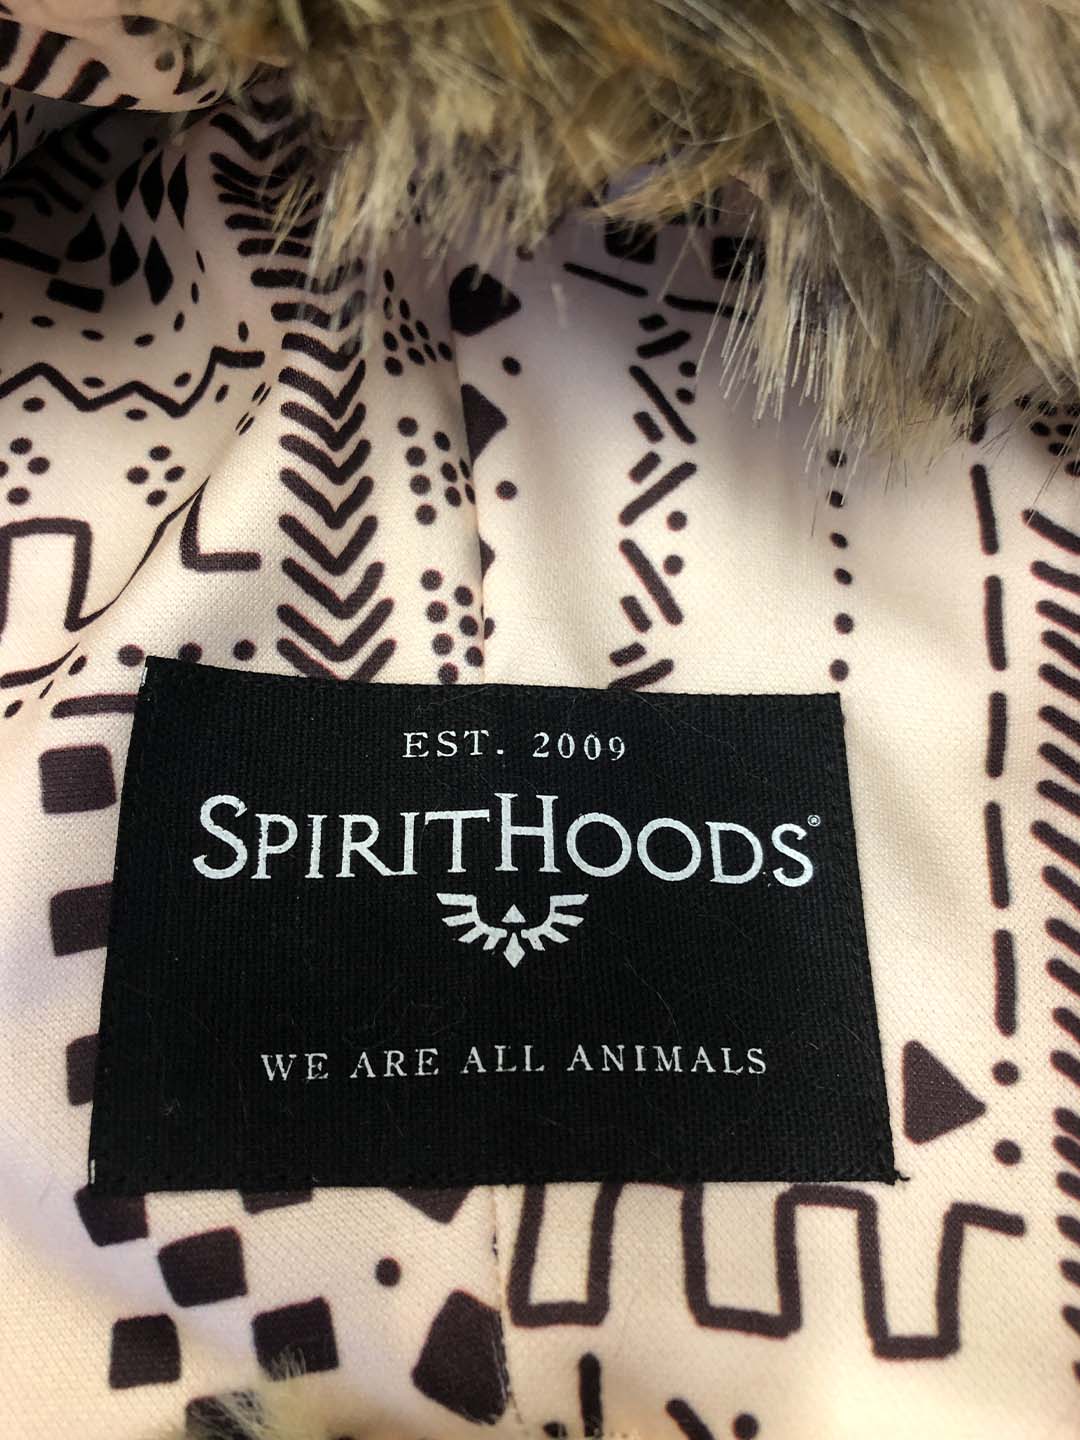 EST. 2009
SPIRITHOODS®
WE ARE ALL ANIMALS